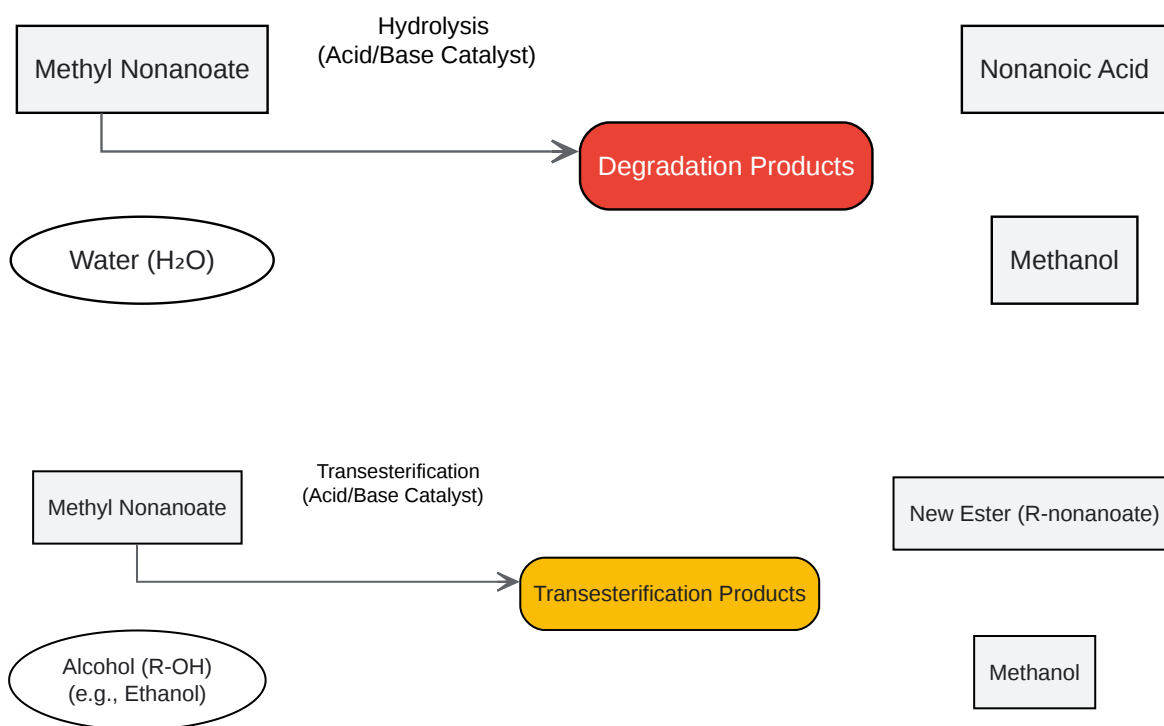 Hydrolysis
(Acid/Base Catalyst)
Methyl Nonanoate
Nonanoic Acid
Degradation Products
Water (H₂O)
Methanol
Transesterification
(Acid/Base Catalyst)
Methyl Nonanoate
New Ester (R-nonanoate)
Transesterification Products
Alcohol (R-OH)
(e.g., Ethanol)
Methanol